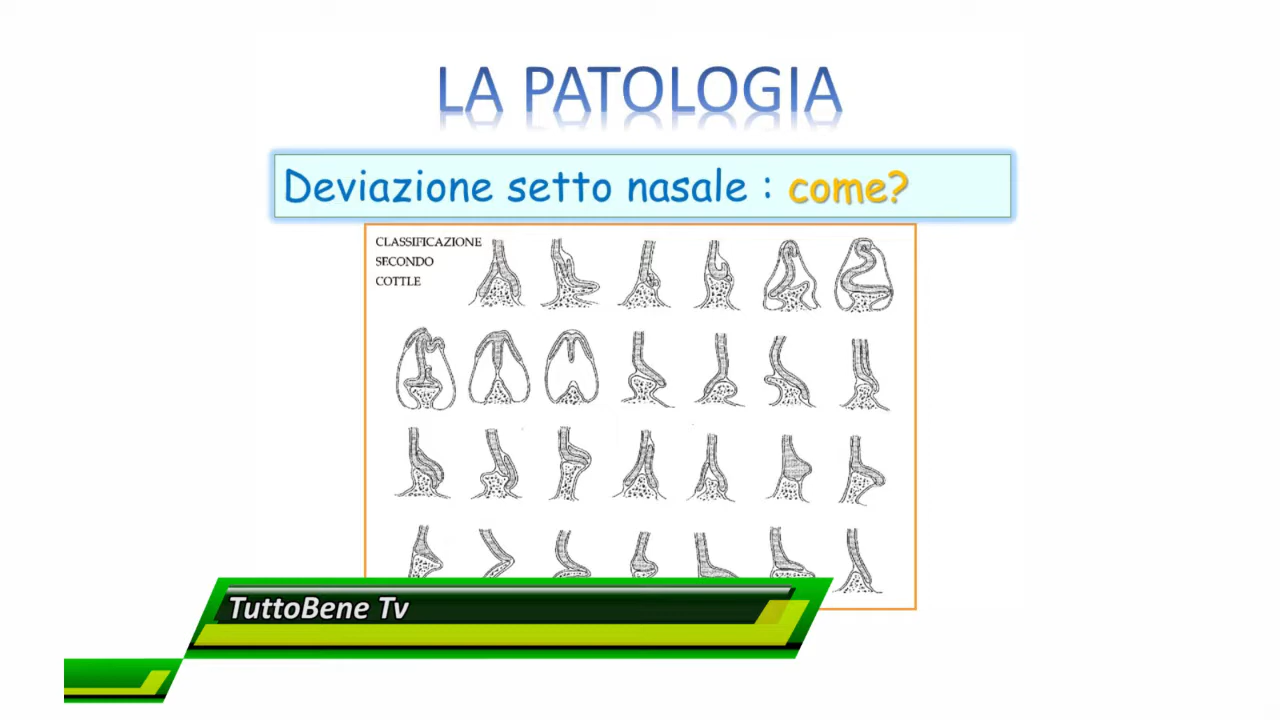 LA PATOLOGIA
Deviazione setto nasale : come?
CLASSIFICAZIONE
SECONDO
COTTLE
TuttoBene Tv